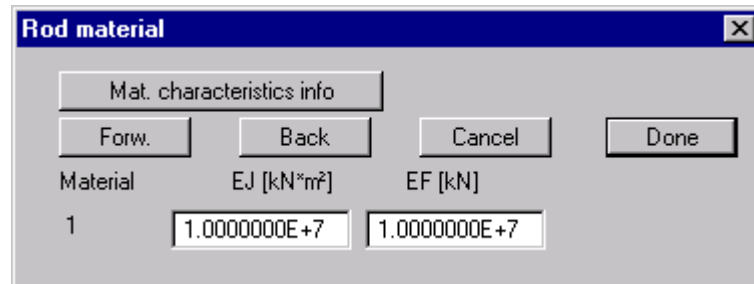 Rod material
Mat. characteristics info
Forw. Back Cancel Done
Material EJ [kN*m²] EF [kN]
1 1.0000000E+7 1.0000000E+7